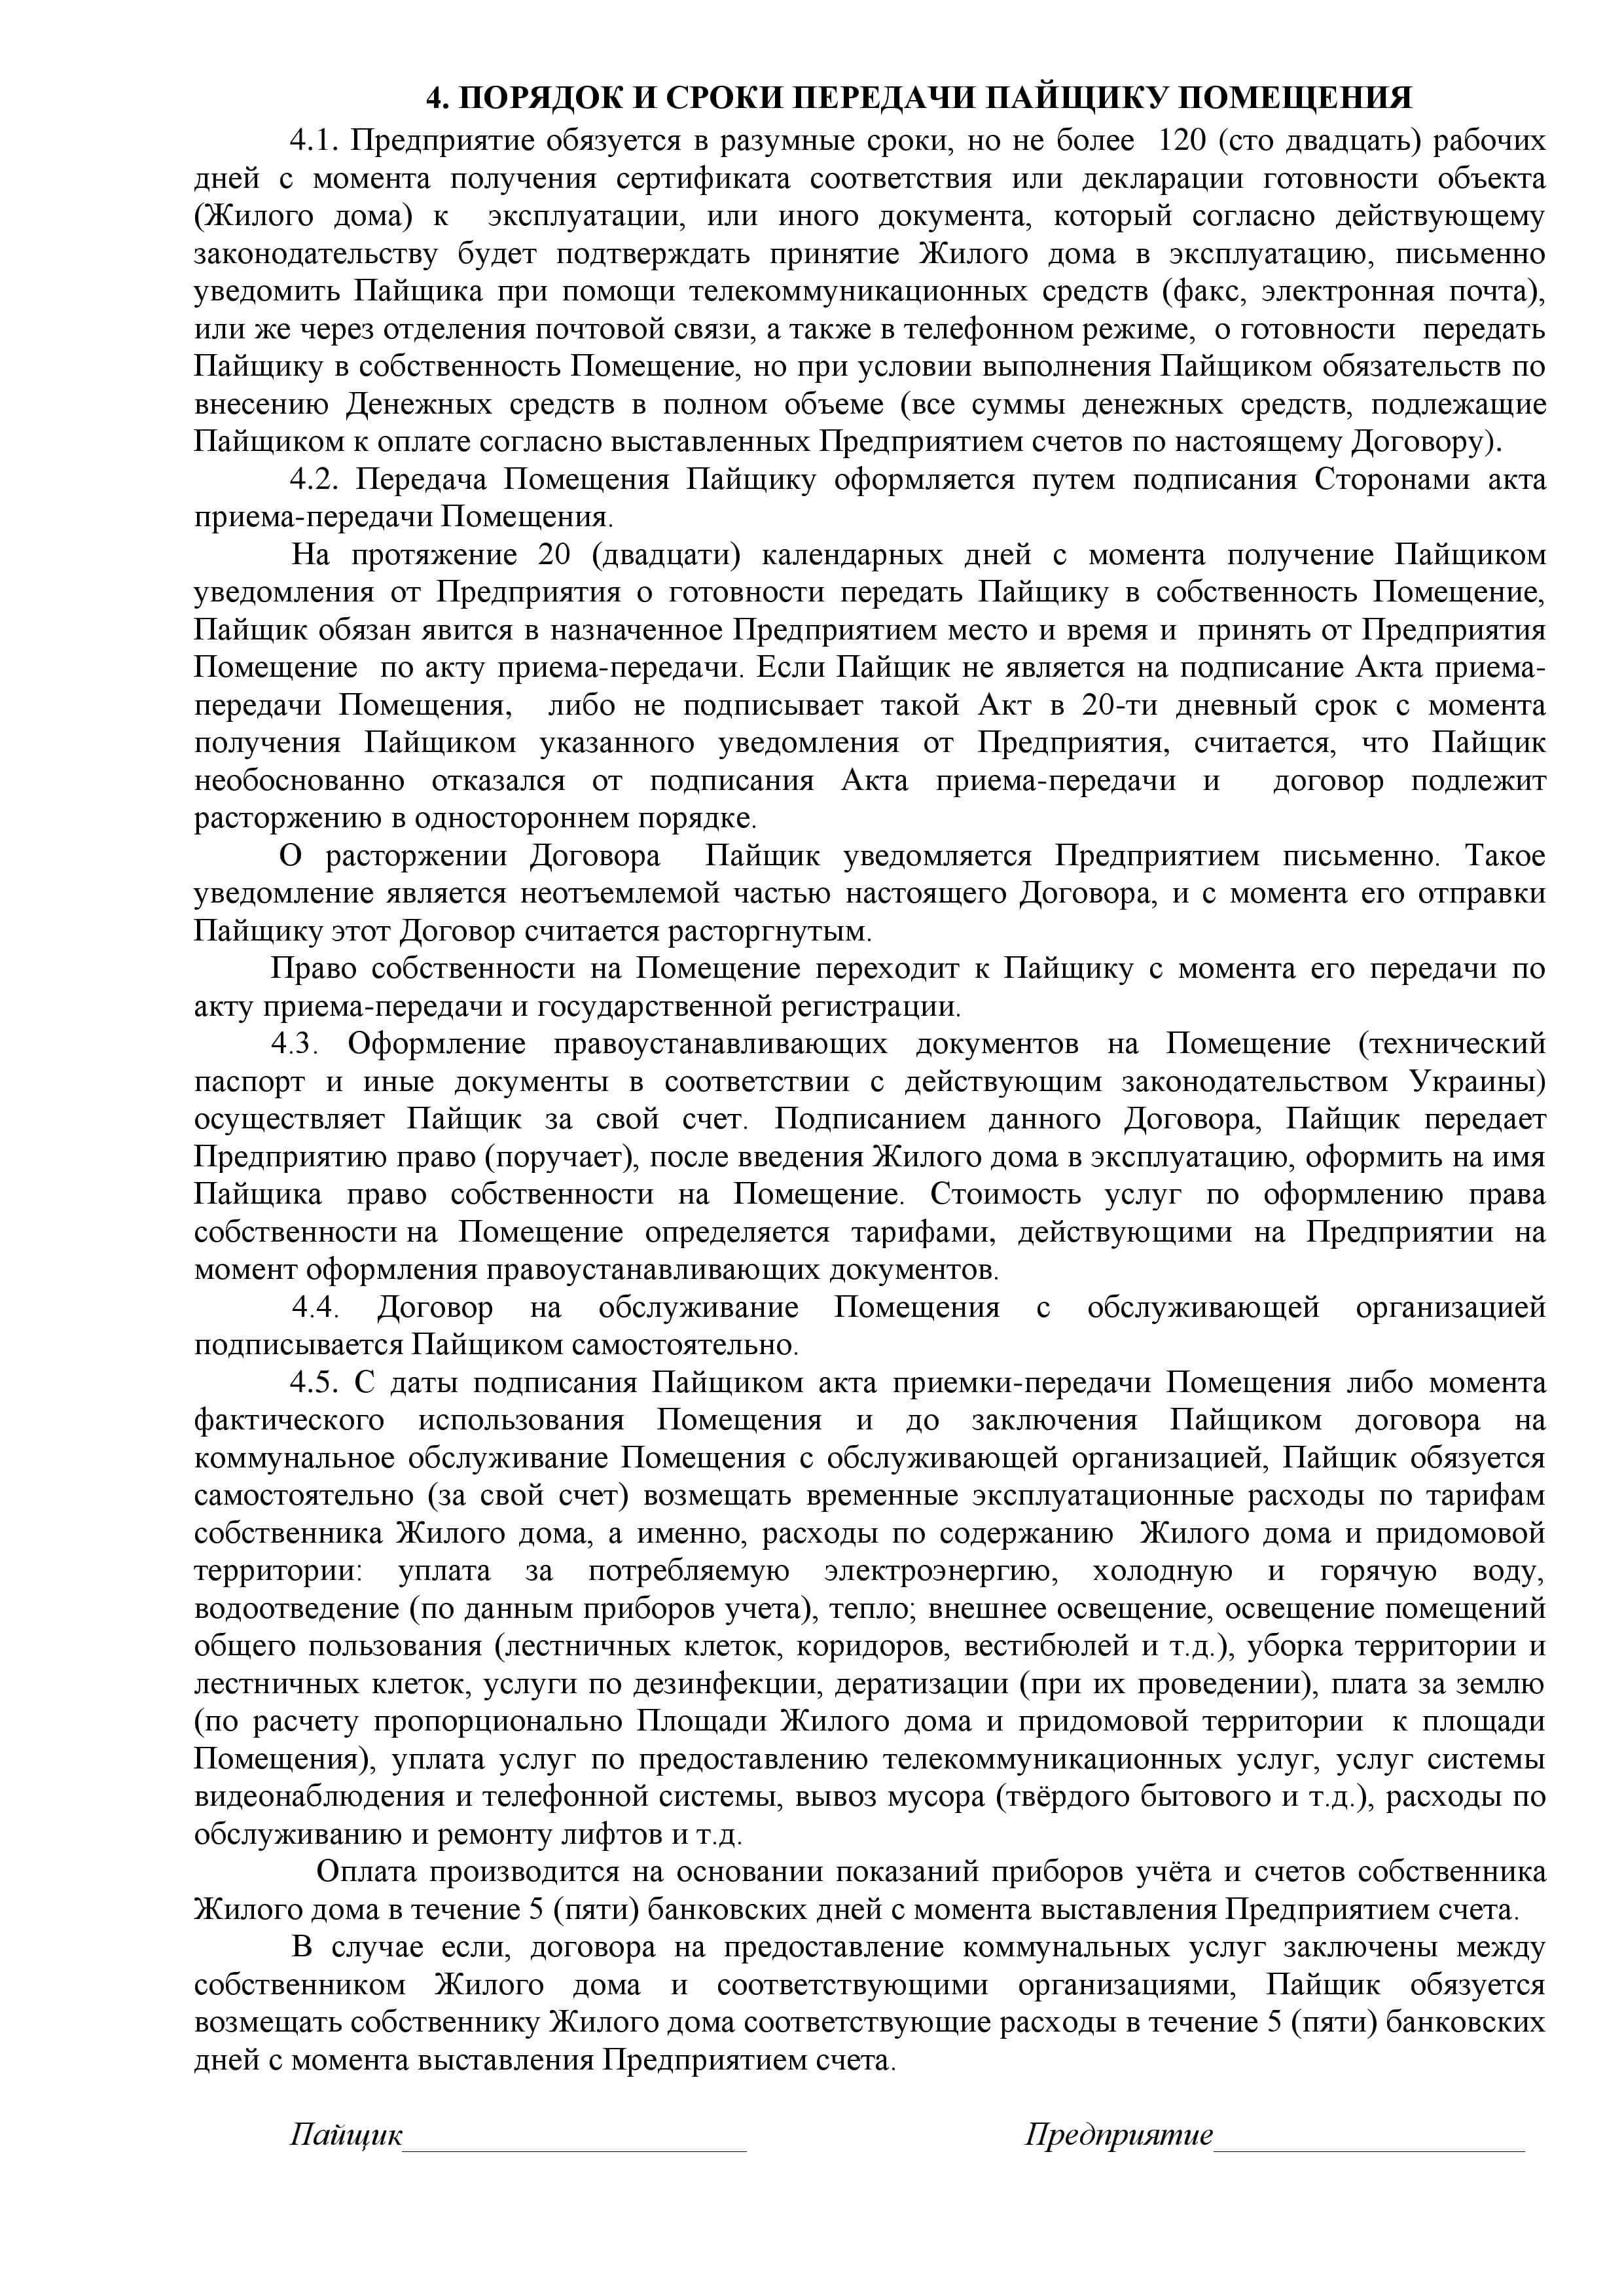 4. ПОРЯДОК И СРОКИ ПЕРЕДАЧИ ПАЙЩИКУ ПОМЕЩЕНИЯ
4.1. Предприятие обязуется в разумные сроки, но не более 120 (сто двадцать) рабочих
дней с момента получения сертификата соответствия или декларации готовности объекта
(Жилого дома) к эксплуатации, или иного документа, который согласно действующему
законодательству будет подтверждать принятие Жилого дома в эксплуатацию, письменно
уведомить Пайщика при помощи телекоммуникационных средств (факс, электронная почта),
или же через отделения почтовой связи, а также в телефонном режиме, о готовности передать
Пайщику в собственность Помещение, но при условии выполнения Пайщиком обязательств по
внесению Денежных средств в полном объеме (все суммы денежных средств, подлежащие
Пайщиком к оплате согласно выставленных Предприятием счетов по настоящему Договору).
4.2. Передача Помещения Пайщику оформляется путем подписания Сторонами акта
приема-передачи Помещения.
На протяжение 20 (двадцати) календарных дней с момента получение Пайщиком
уведомления от Предприятия о готовности передать Пайщику в собственность Помещение,
Пайщик обязан явится в назначенное Предприятием место и время и принять от Предприятия
Помещение по акту приема-передачи. Если Пайщик не является на подписание Акта приема-
передачи Помещения, либо не подписывает такой Акт в 20-ти дневный срок с момента
получения Пайщиком указанного уведомления от Предприятия, считается, что Пайщик
необоснованно отказался от подписания Акта приема-передачи и договор подлежит
расторжению в одностороннем порядке.
О расторжении Договора Пайщик уведомляется Предприятием письменно. Такое
уведомление является неотъемлемой частью настоящего Договора, и с момента его отправки
Пайщику этот Договор считается расторгнутым.
Право собственности на Помещение переходит к Пайщику с момента его передачи по
акту приема-передачи и государственной регистрации.
4.3. Оформление правоустанавливающих документов на Помещение (технический
паспорт и иные документы в соответствии с действующим законодательством Украины)
осуществляет Пайщик за свой счет. Подписанием данного Договора, Пайщик передает
Предприятию право (поручает), после введения Жилого дома в эксплуатацию, оформить на имя
Пайщика право собственности на Помещение. Стоимость услуг по оформлению права
собственности на Помещение определяется тарифами, действующими на Предприятии на
момент оформления правоустанавливающих документов.
4.4. Договор на обслуживание Помещения с обслуживающей организацией
подписывается Пайщиком самостоятельно.
4.5. С даты подписания Пайщиком акта приемки-передачи Помещения либо момента
фактического использования Помещения и до заключения Пайщиком договора на
коммунальное обслуживание Помещения с обслуживающей организацией, Пайщик обязуется
самостоятельно (за свой счет) возмещать временные эксплуатационные расходы по тарифам
собственника Жилого дома, а именно, расходы по содержанию Жилого дома и придомовой
территории: уплата за потребляемую электроэнергию, холодную и горячую воду,
водоотведение (по данным приборов учета), тепло; внешнее освещение, освещение помещений
общего пользования (лестничных клеток, коридоров, вестибюлей и т.д.), уборка территории и
лестничных клеток, услуги по дезинфекции, дератизации (при их проведении), плата за землю
(по расчету пропорционально Площади Жилого дома и придомовой территории к площади
Помещения), уплата услуг по предоставлению телекоммуникационных услуг, услуг системы
видеонаблюдения и телефонной системы, вывоз мусора (твёрдого бытового и т.д.), расходы по
обслуживанию и ремонту лифтов и т.д.
Оплата производится на основании показаний приборов учёта и счетов собственника
Жилого дома в течение 5 (пяти) банковских дней с момента выставления Предприятием счета.
В случае если, договора на предоставление коммунальных услуг заключены между
собственником Жилого дома и соответствующими организациями, Пайщик обязуется
возмещать собственнику Жилого дома соответствующие расходы в течение 5 (пяти) банковских
дней с момента выставления Предприятием счета.
Пайщик_____________________ Предприятие___________________